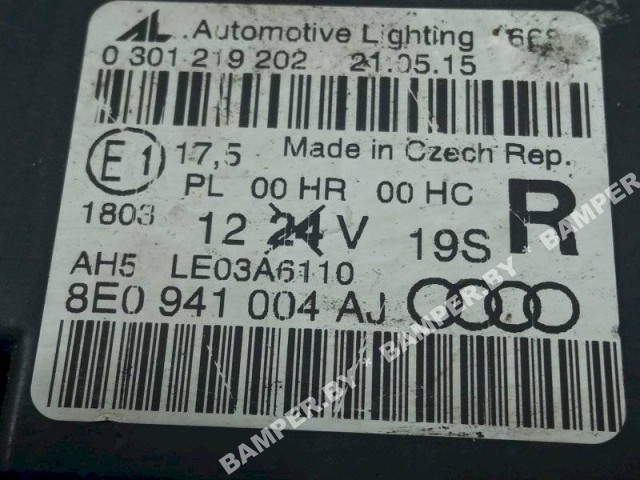 AL Automotive Lighting
0 301 219 202 21.05.15
E1 17,5 Made in Czech Rep.
PL 00 HR 00 HC R
1803 12 24 V 19S
AH5 LE03A6110
8E0 941 004 AJ
BAMPER.BY * BAMPER.BY * BAMPER.BY